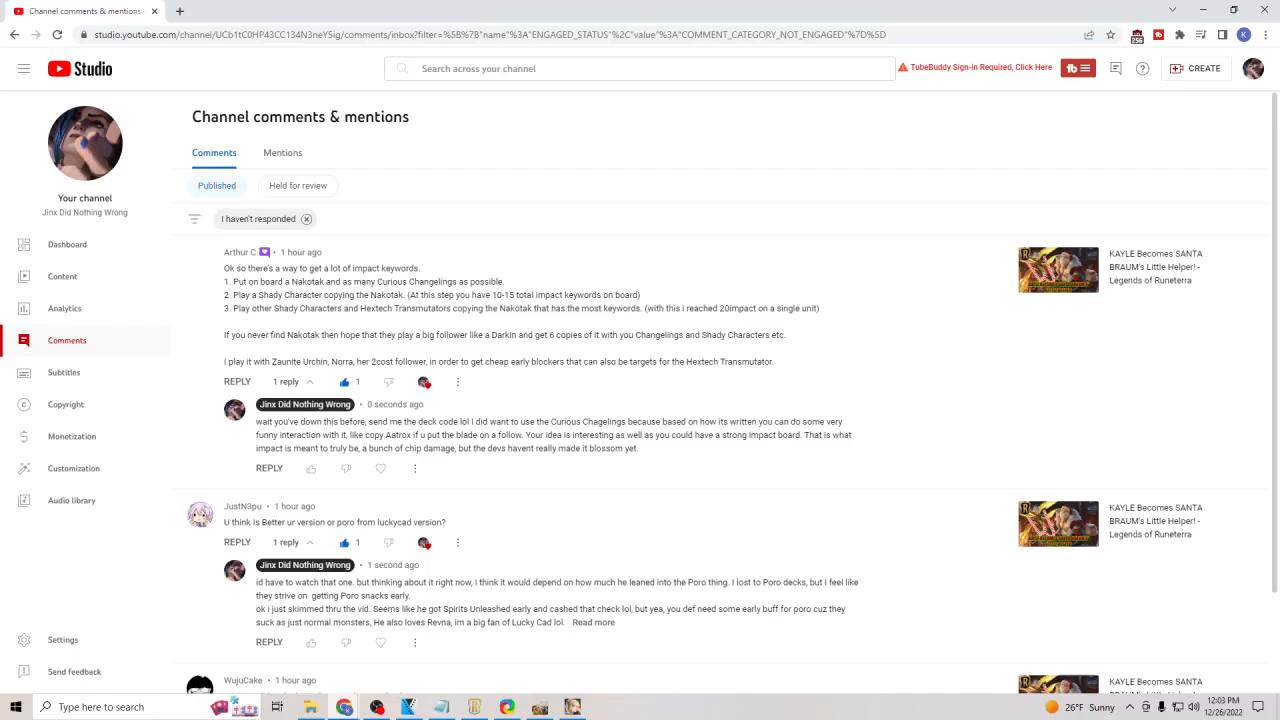 Channel comments & mentions - Y
studio.youtube.com/channel/UCb1tC0HP43CC134N3neYSig/comments/inbox?filter=%5B%7B"name"%3A"ENGAGED_STATUS"%2C"value"%3A"COMMENT_CATEGORY_NOT_ENGAGED"%7D%5D
256
K
Studio
Search across your channel
TubeBuddy Sign-in Required, Click Here
tb
CREATE
Your channel
Jinx Did Nothing Wrong
Dashboard
Content
Analytics
Comments
Subtitles
Copyright
Monetization
Customization
Audio library
Settings
Send feedback
Channel comments & mentions
Comments
Mentions
Published
Held for review
I haven't responded
Arthur C • 1 hour ago
Ok so there's a way to get a lot of impact keywords.
1. Put on board a Nakotak and as many Curious Changelings as possible.
2. Play a Shady Character copying the Nakotak. (At this step you have 10-15 total impact keywords on board)
3. Play other Shady Characters and Hextech Transmutators copying the Nakotak that has the most keywords. (with this i reached 20impact on a single unit)
If you never find Nakotak then hope that they play a big follower like a Darkin and get 6 copies of it with you Changelings and Shady Characters etc.
I play it with Zaunite Urchin, Norra, her 2cost follower, in order to get cheap early blockers that can also be targets for the Hextech Transmutator.
REPLY 1 reply 1
KAYLE Becomes SANTA
BRAUM's Little Helper! -
Legends of Runeterra
Jinx Did Nothing Wrong • 0 seconds ago
wait you've down this before, send me the deck code lol I did want to use the Curious Chagelings because based on how its written you can do some very
funny interaction with it, like copy Aatrox if u put the blade on a follow. Your idea is interesting as well as you could have a strong impact board. That is what
impact is meant to truly be, a bunch of chip damage, but the devs havent really made it blossom yet.
REPLY
JustN3pu • 1 hour ago
U think Is Better ur version or poro from luckycad version?
REPLY 1 reply 1
KAYLE Becomes SANTA
BRAUM's Little Helper! -
Legends of Runeterra
Jinx Did Nothing Wrong • 1 second ago
id have to watch that one. but thinking about it right now, I think it would depend on how much he leaned into the Poro thing. I lost to Poro decks, but I feel like
they strive on getting Poro snacks early.
ok i just skimmed thru the vid. Seems like he got Spirits Unleashed early and cashed that check lol, but yea, you def need some early buff for poro cuz they
suck as just normal monsters, He also loves Revna, im a big fan of Lucky Cad lol. Read more
REPLY
WujuCake • 1 hour ago
KAYLE Becomes SANTA
BRAUM's Little Helper! -
Type here to search
26°F Sunny
12:03 PM
12/26/2022